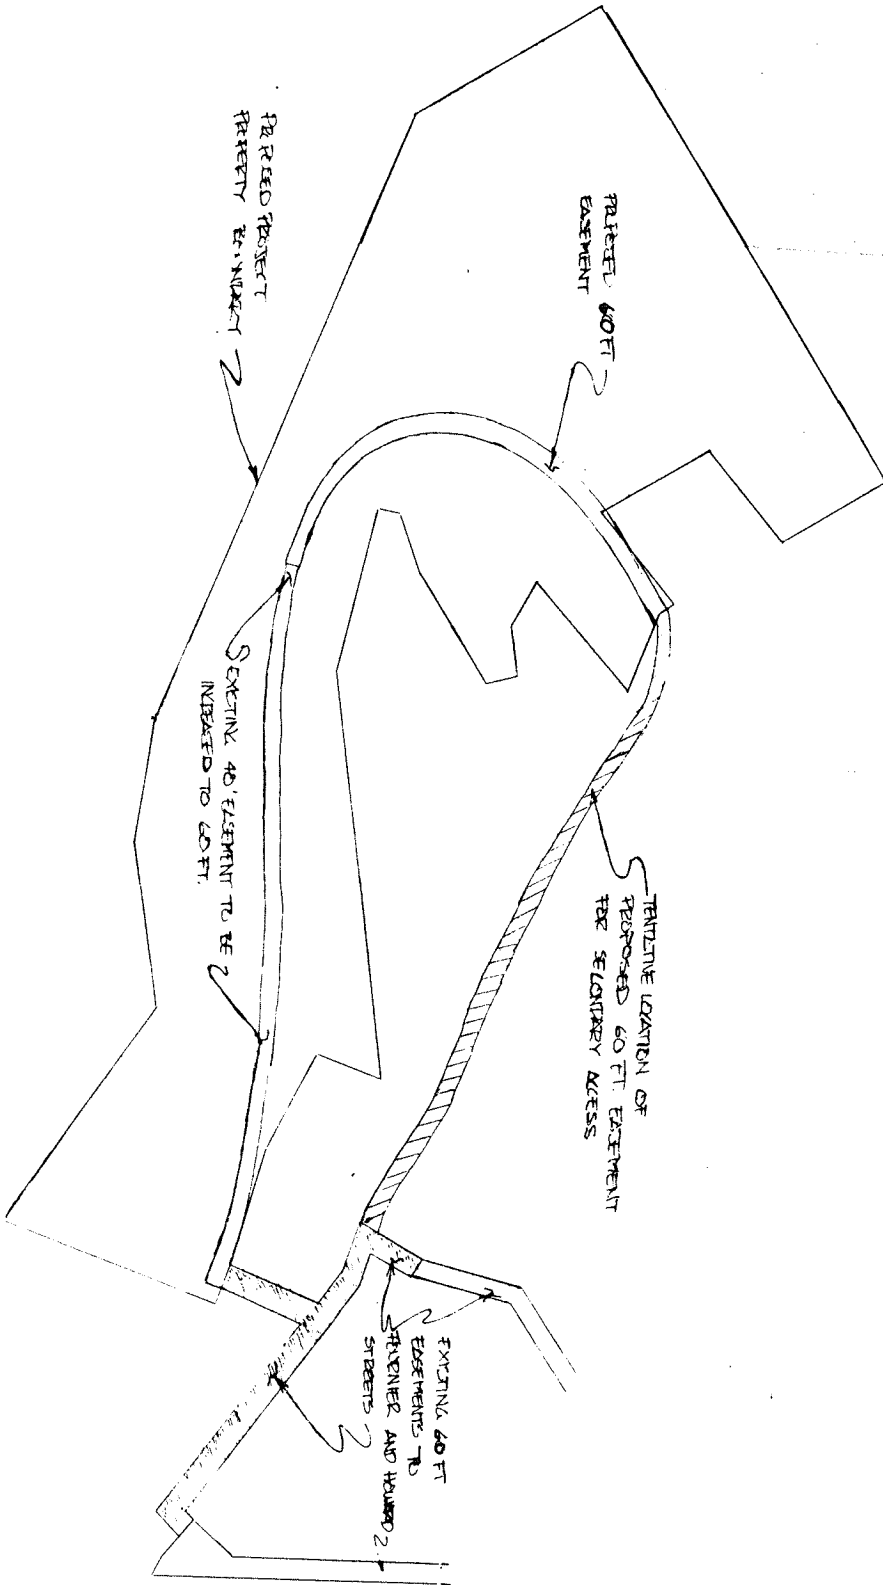 PROPOSED PROJECT
PROPERTY BOUNDARY
PROPOSED 60 FT
EASEMENT
EXISTING 40' EASEMENT TO BE
INCREASED TO 60 FT.
TENTATIVE LOCATION OF
PROPOSED 60 FT. EASEMENT
FOR SECONDARY ACCESS
EXISTING 60 FT
EASEMENTS TO
AND
STREETS